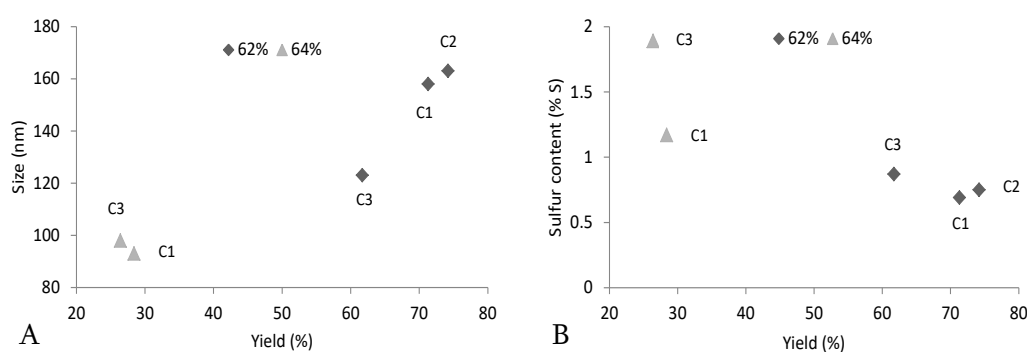 180
160
140
120
100
80
Size (nm)
62% 64%
C2
C1
C3
C3
C1
20 30 40 50 60 70 80
Yield (%)
A
2
1.5
1
0.5
0
Sulfur content (% S)
62% 64%
C3
C1
C3
C2
C1
20 30 40 50 60 70 80
Yield (%)
B